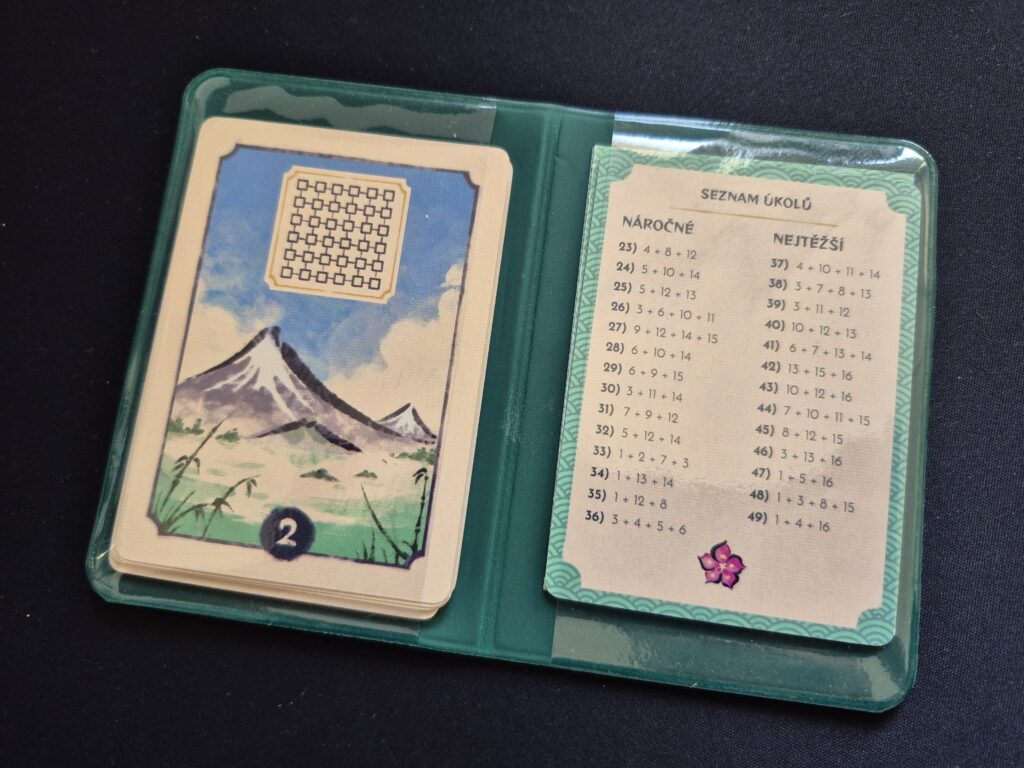 2
SEZNAM ÚKOLŮ
NÁROČNÉ
23) 4 + 8 + 12
24) 5 + 10 + 14
25) 5 + 12 + 13
26) 3 + 6 + 10 + 11
27) 9 + 12 + 14 + 15
28) 6 + 10 + 14
29) 6 + 9 + 15
30) 3 + 11 + 14
31) 7 + 9 + 12
32) 5 + 12 + 14
33) 1 + 2 + 7 + 3
34) 1 + 13 + 14
35) 1 + 12 + 8
36) 3 + 4 + 5 + 6
NEJTĚŽŠÍ
37) 4 + 10 + 11 + 14
38) 3 + 7 + 8 + 13
39) 3 + 11 + 12
40) 10 + 12 + 13
41) 6 + 7 + 13 + 14
42) 13 + 15 + 16
43) 10 + 12 + 16
44) 7 + 10 + 11 + 15
45) 8 + 12 + 15
46) 3 + 13 + 16
47) 1 + 5 + 16
48) 1 + 3 + 8 + 15
49) 1 + 4 + 16